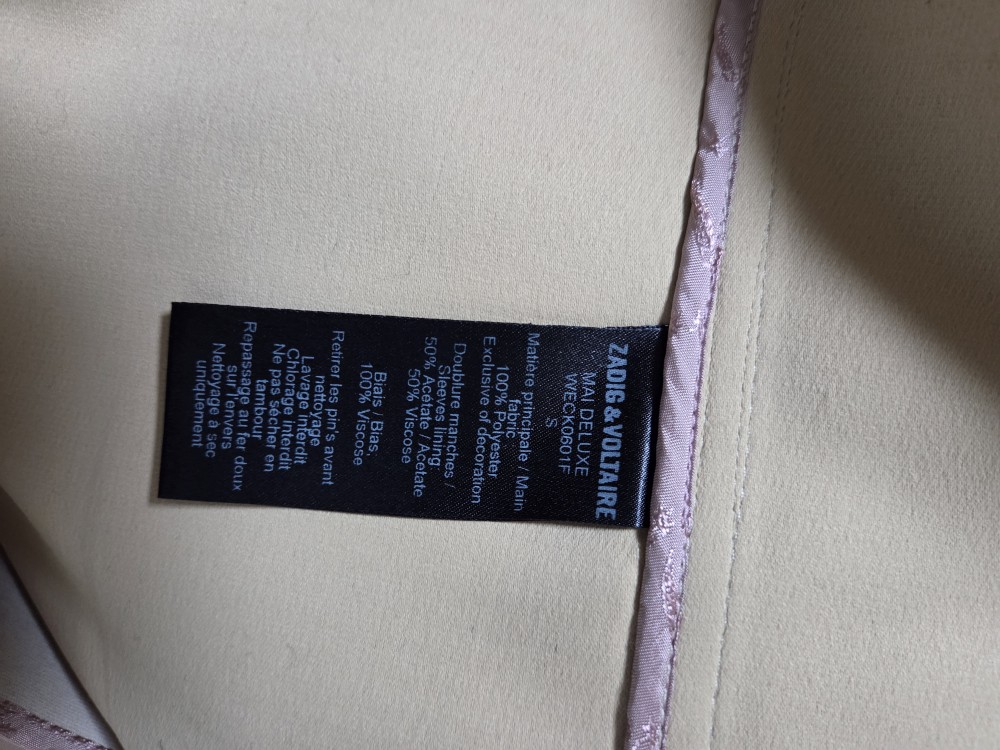 ZADIG & VOLTAIRE
MAI DELUXE
WECK0601F
S
Matière principale / Main
fabric
100% Polyester,
Exclusive of decoration
Doublure manches /
Sleeves lining:
50% Acétate / Acetate
50% Viscose
Biais / Bias,
100% Viscose
Retirer les pin's avant
nettoyage
Lavage Interdit
Chlorage Interdit
Ne pas sécher en
tambour
Repassage au fer doux
sur l'envers
Nettoyage à sec
uniquement